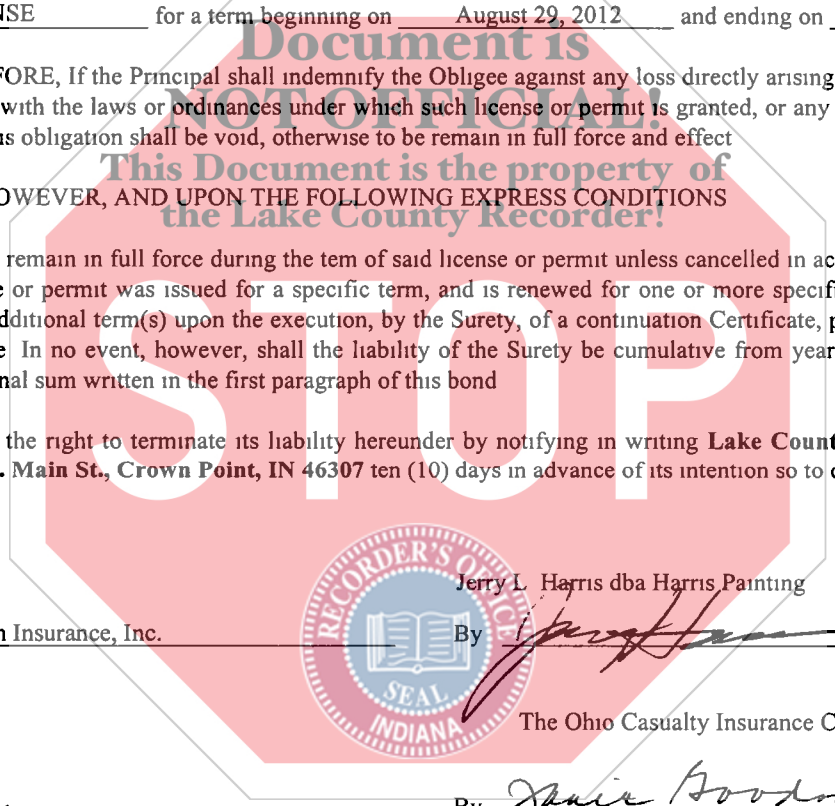 NSE for a term beginning on August 29, 2012 and ending on
Document is
FORE, If the Principal shall indemnify the Obligee against any loss directly arising
with the laws or ordinances under which such license or permit is granted, or any
NOT OFFICIAL!
is obligation shall be void, otherwise to be remain in full force and effect
This Document is the property of
OWEVER, AND UPON THE FOLLOWING EXPRESS CONDITIONS
the Lake County Recorder!
remain in full force during the tem of said license or permit unless cancelled in ac
e or permit was issued for a specific term, and is renewed for one or more specifi
dditional term(s) upon the execution, by the Surety, of a continuation Certificate, p
e In no event, however, shall the liability of the Surety be cumulative from year
nal sum written in the first paragraph of this bond
STOP
the right to terminate its liability hereunder by notifying in writing Lake Count
. Main St., Crown Point, IN 46307 ten (10) days in advance of its intention so to d
RECORDER'S OFFICE
Jerry L Harris dba Harris Painting
n Insurance, Inc. By
SEAL
INDIANA
The Ohio Casualty Insurance C
By